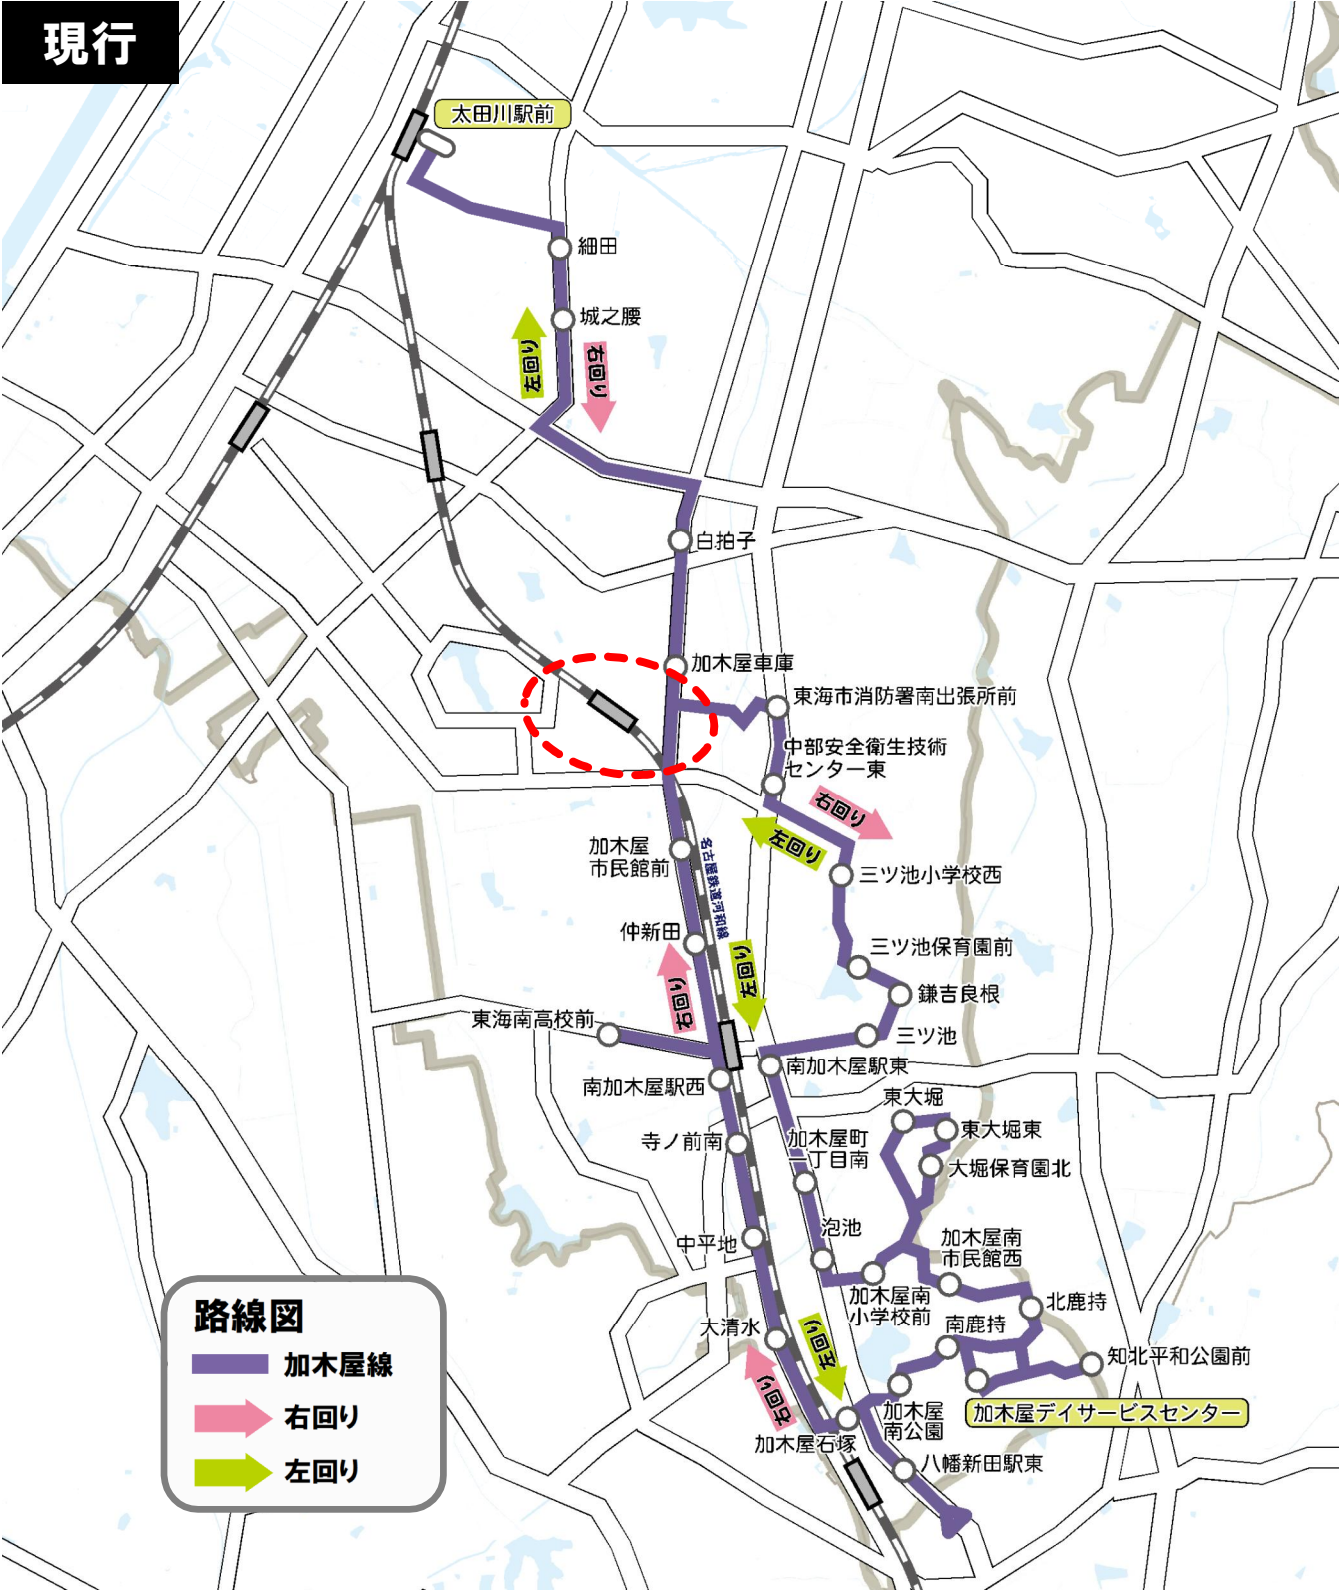 現行
太田川駅前
細田
城之腰
左回り
右回り
白拍子
加木屋車庫
東海市消防署南出張所前
中部安全衛生技術
センター東
右回り
左回り
加木屋
市民館前
名古屋鉄道河和線
三ツ池小学校西
仲新田
三ツ池保育園前
左回り
右回り
鎌吉良根
東海南高校前
三ツ池
南加木屋駅東
南加木屋駅西
東大堀
寺ノ前南
加木屋町
一丁目南
東大堀東
大堀保育園北
泡池
中平地
加木屋南
市民館西
加木屋南
小学校前
北鹿持
大清水
左回り
南鹿持
知北平和公園前
右回り
加木屋
南公園
加木屋デイサービスセンター
加木屋石塚
八幡新田駅東
路線図
加木屋線
右回り
左回り